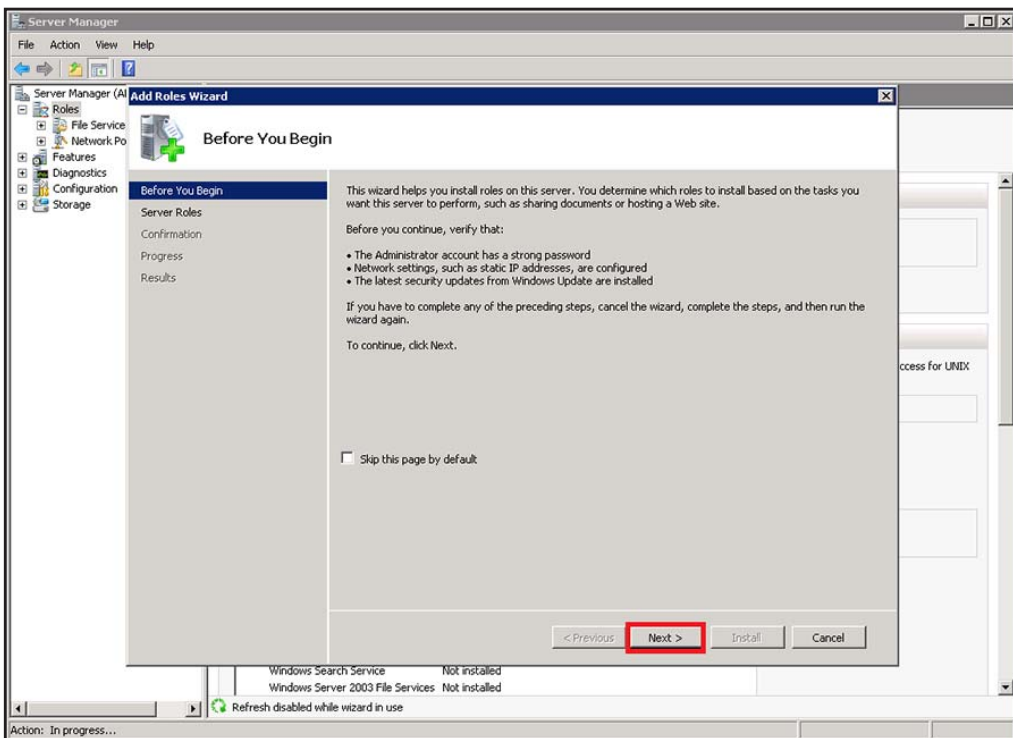 Server Manager
File Action View Help
Server Manager (Al
Roles
File Service
Network Po
Features
Diagnostics
Configuration
Storage
Add Roles Wizard
Before You Begin
Before You Begin
Server Roles
Confirmation
Progress
Results
This wizard helps you install roles on this server. You determine which roles to install based on the tasks you
want this server to perform, such as sharing documents or hosting a Web site.
Before you continue, verify that:
• The Administrator account has a strong password
• Network settings, such as static IP addresses, are configured
• The latest security updates from Windows Update are installed
If you have to complete any of the preceding steps, cancel the wizard, complete the steps, and then run the
wizard again.
To continue, click Next.
Skip this page by default
< Previous Next > Install Cancel
ccess for UNIX
Windows Search Service Not installed
Windows Server 2003 File Services Not installed
Refresh disabled while wizard in use
Action: In progress...